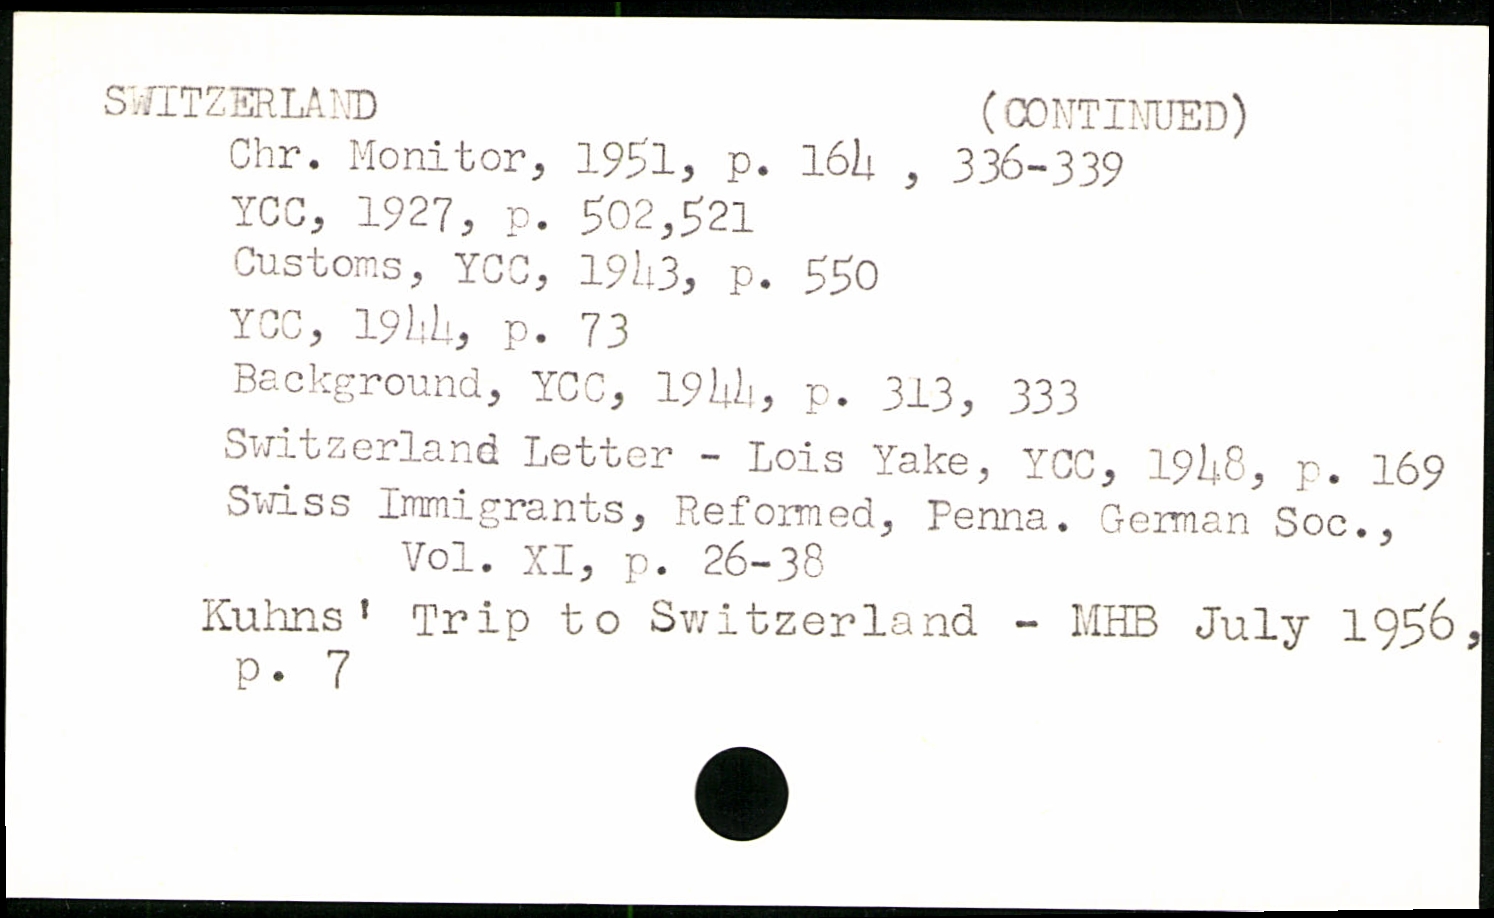 SWITZERLAND (CONTINUED)
Chr. Monitor, 1951, p. 164 , 336-339
YCC, 1927, p. 502,521
Customs, YCC, 1943, p. 550
YCC, 1944, p. 73
Background, YCC, 1944, p. 313, 333
Switzerland Letter - Lois Yake, YCC, 1948, p. 169
Swiss Immigrants, Reformed, Penna. German Soc.,
Vol. XI, p. 26-38
Kuhns' Trip to Switzerland - MHB July 1956,
p. 7